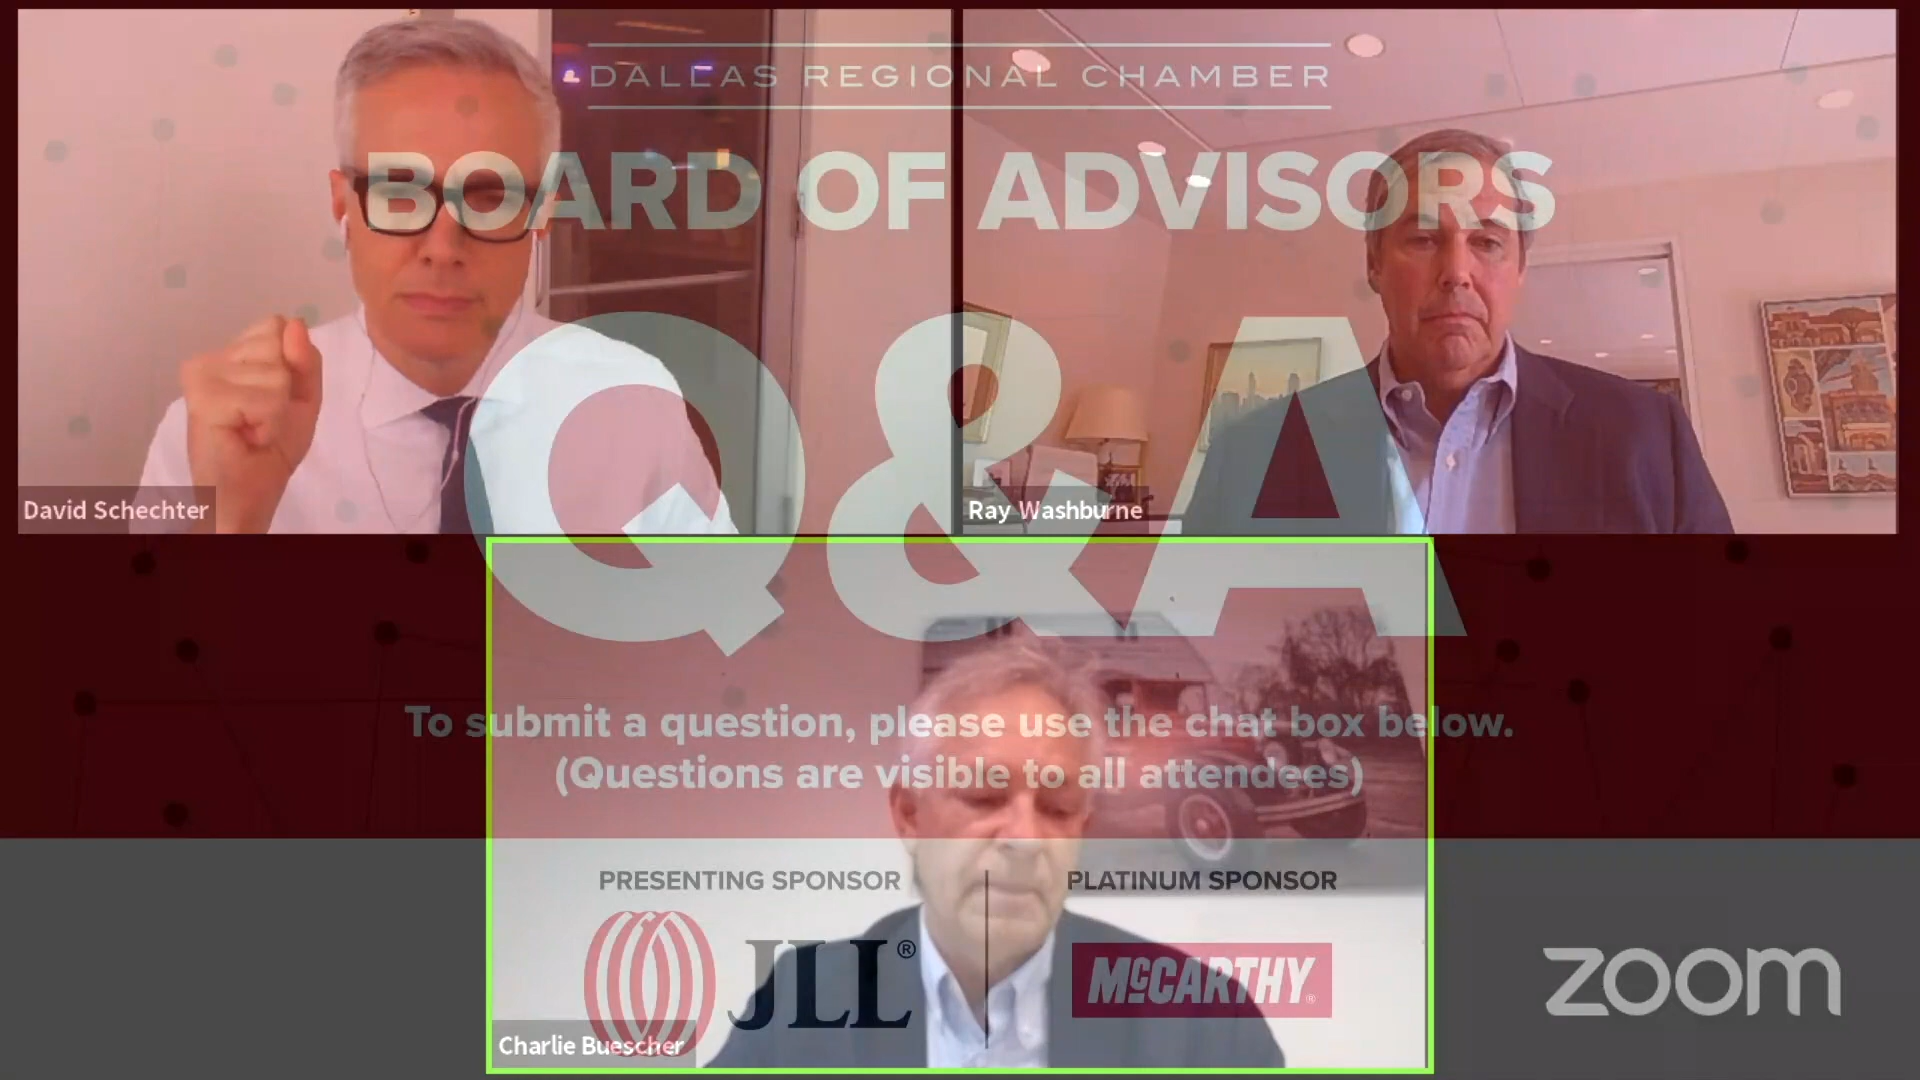 DALLAS REGIONAL CHAMBER
BOARD OF ADVISORS
Q&A
David Schechter
Ray Washburne
To submit a question, please use the chat box below.
(Questions are visible to all attendees)
PRESENTING SPONSOR
PLATINUM SPONSOR
JLL®
MCCARTHY®
Charlie Buescher
zoom